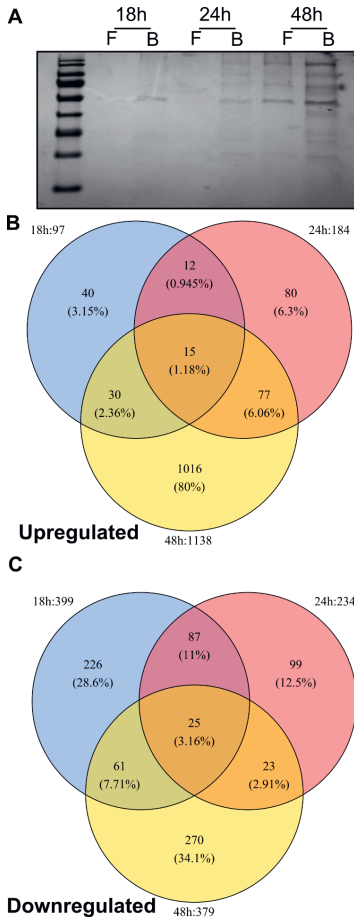 A
18h 24h 48h
F B F B F B
B
18h:97
24h:184
12
(0.945%)
40
(3.15%)
80
(6.3%)
15
(1.18%)
30
(2.36%)
77
(6.06%)
1016
(80%)
Upregulated
48h:1138
C
18h:399
24h:234
87
(11%)
226
(28.6%)
99
(12.5%)
25
(3.16%)
61
(7.71%)
23
(2.91%)
270
(34.1%)
Downregulated
48h:379